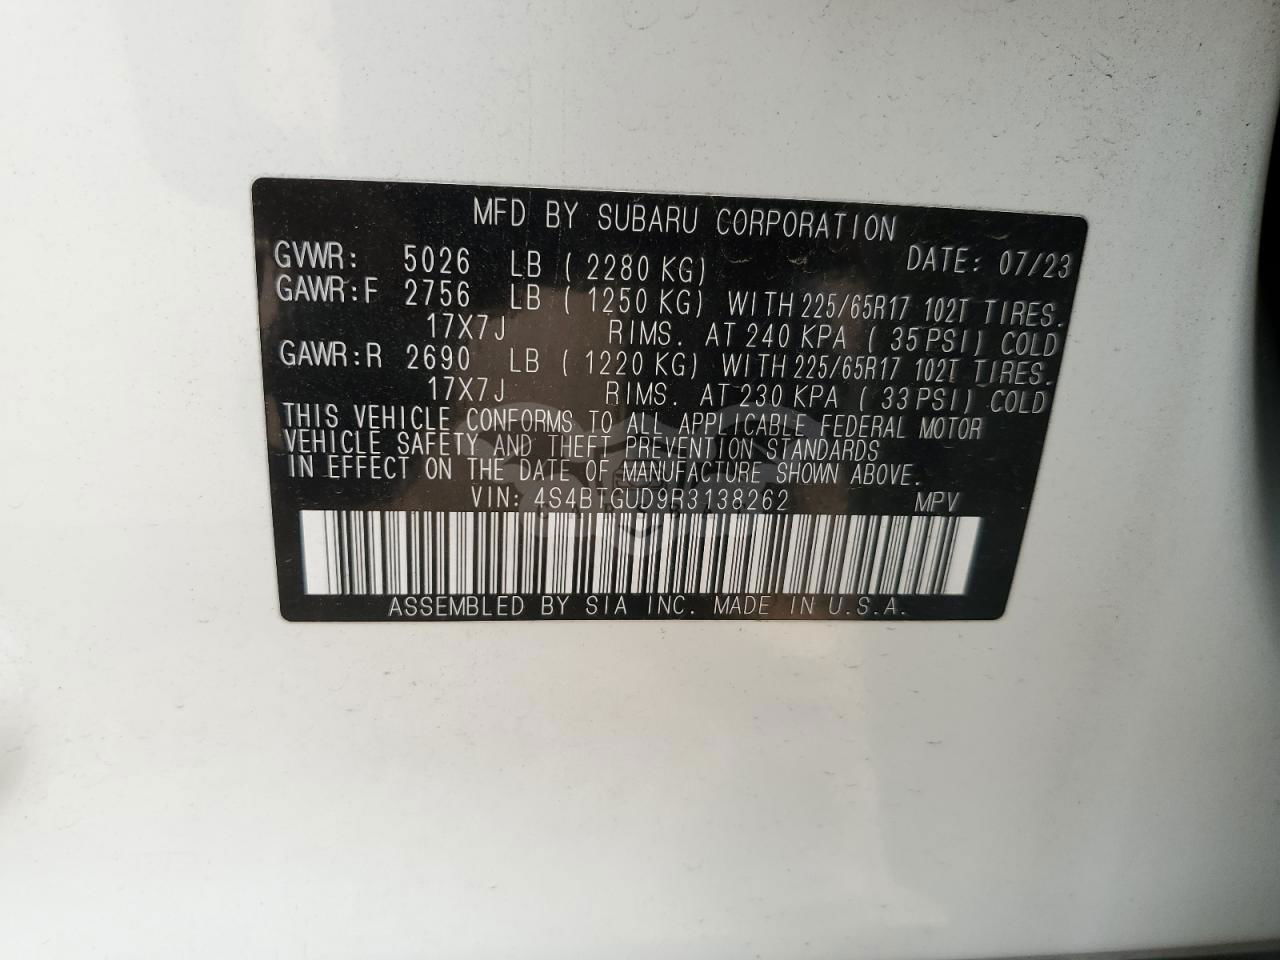 MFD BY SUBARU CORPORATION
GVWR: 5026 LB ( 2280 KG) DATE: 07/23
GAWR:F 2756 LB ( 1250 KG) WITH 225/65R17 102T TIRES.
17X7J RIMS. AT 240 KPA ( 35 PSI) COLD
GAWR:R 2690 LB ( 1220 KG) WITH 225/65R17 102T TIRES.
17X7J RIMS. AT 230 KPA ( 33 PSI) COLD
THIS VEHICLE CONFORMS TO ALL APPLICABLE FEDERAL MOTOR
VEHICLE SAFETY AND THEFT PREVENTION STANDARDS
IN EFFECT ON THE DATE OF MANUFACTURE SHOWN ABOVE.
VIN: 4S4BTGUD9R3138262 MPV
ASSEMBLED BY SIA INC. MADE IN U.S.A.